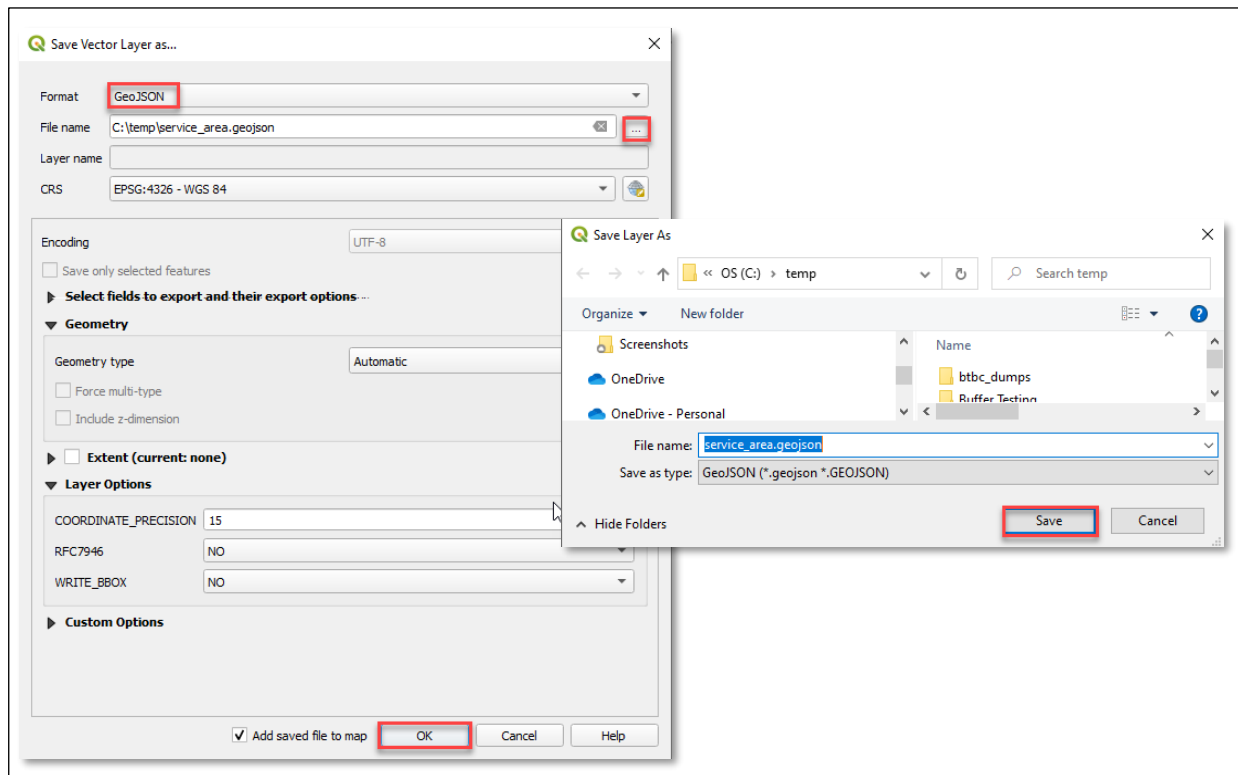 Save Vector Layer as...
Format GeoJSON
File name C:\temp\service_area.geojson ...
Layer name
CRS EPSG:4326 - WGS 84
Encoding UTF-8
Save only selected features
Select fields to export and their export options
Geometry
Geometry type Automatic
Force multi-type
Include z-dimension
Extent (current: none)
Layer Options
COORDINATE_PRECISION 15
RFC7946 NO
WRITE_BBOX NO
Custom Options
Add saved file to map OK Cancel Help
Save Layer As
« OS (C:) › temp Search temp
Organize New folder
Screenshots
OneDrive
OneDrive - Personal
Name
btbc_dumps
Buffer Testing
File name: service_area.geojson
Save as type: GeoJSON (*.geojson *.GEOJSON)
Hide Folders Save Cancel